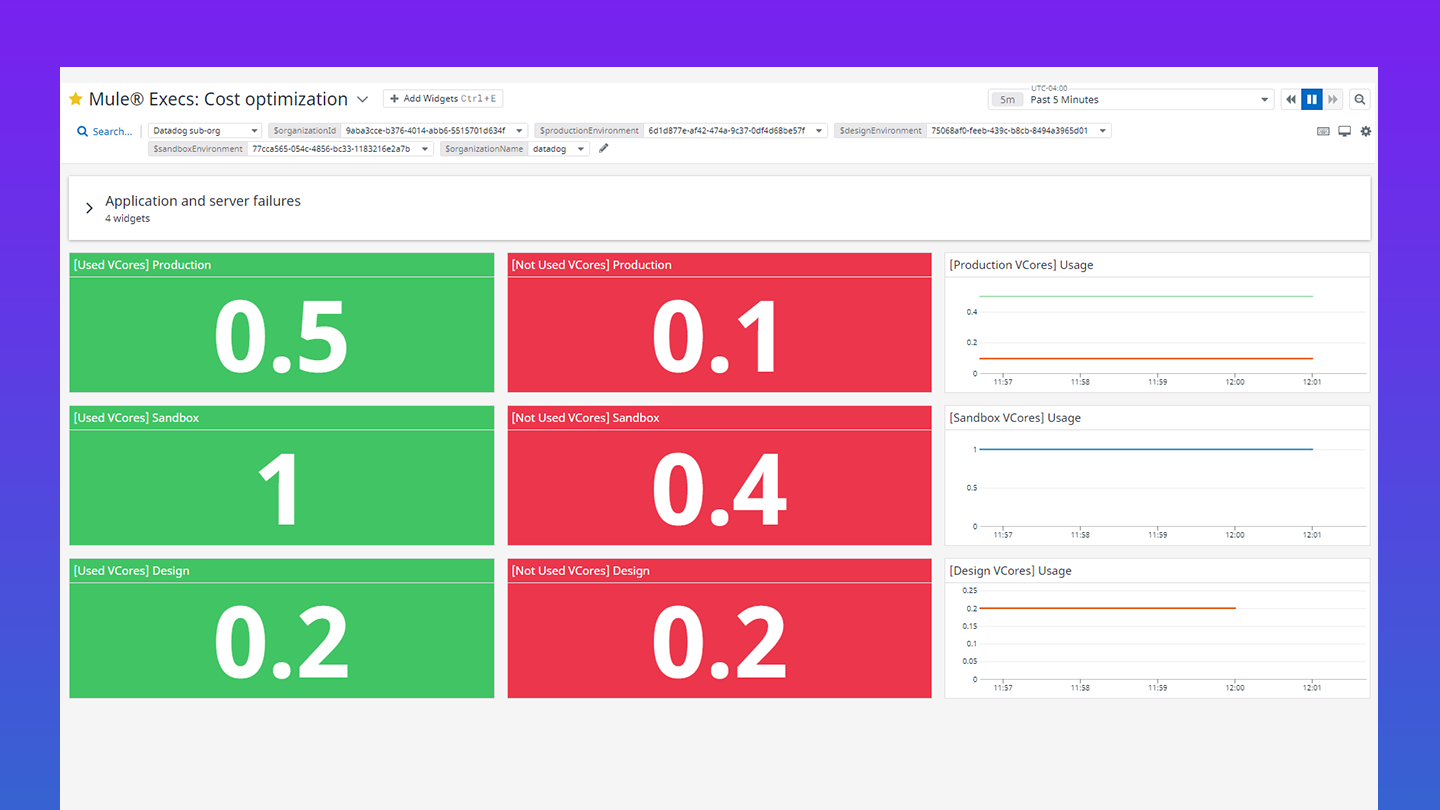 Mule® Execs: Cost optimization
Add Widgets Ctrl+E
UTC-04:00
5m Past 5 Minutes
Search...
Datadog sub-org
$organizationId 9aba3cce-b376-4014-abb6-5515701d634f
$productionEnvironment 6d1d877e-af42-474a-9c37-0df4d68be57f
$designEnvironment 75068af0-feeb-439c-b8cb-8494a3965d01
$sandboxEnvironment 77cca565-054c-4856-bc33-1183216e2a7b
$organizationName datadog
Application and server failures
4 widgets
[Used VCores] Production
0.5
[Not Used VCores] Production
0.1
[Production VCores] Usage
0.4
0.2
0
11:57 11:58 11:59 12:00 12:01
[Used VCores] Sandbox
1
[Not Used VCores] Sandbox
0.4
[Sandbox VCores] Usage
1
0.5
0
11:57 11:58 11:59 12:00 12:01
[Used VCores] Design
0.2
[Not Used VCores] Design
0.2
[Design VCores] Usage
0.25
0.2
0.15
0.1
0.05
0
11:57 11:58 11:59 12:00 12:01